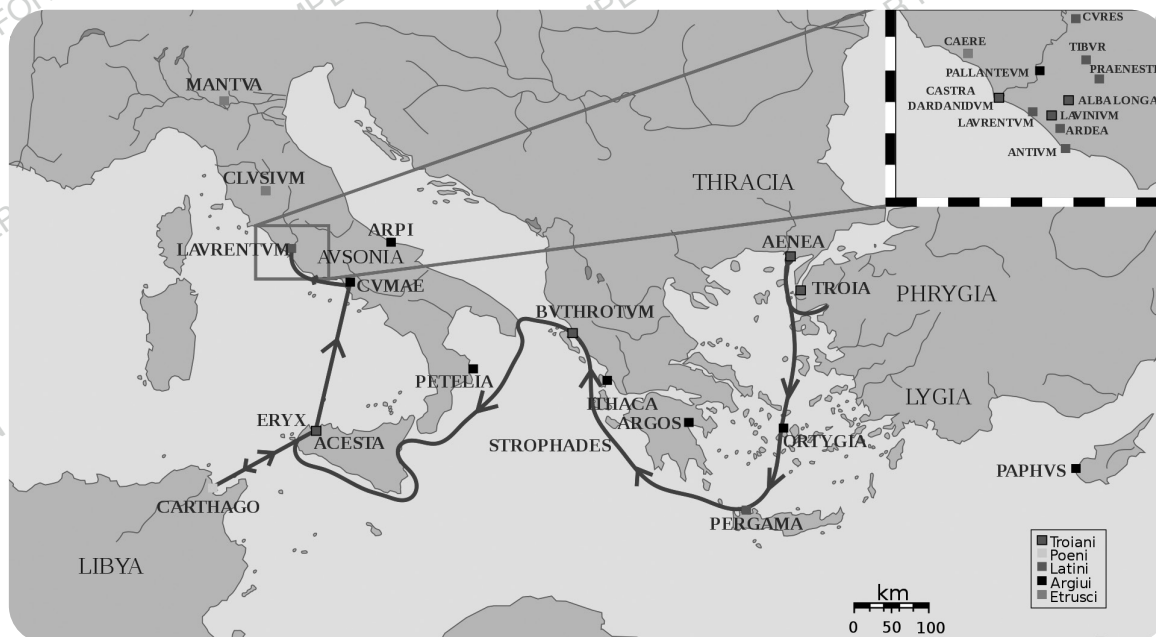 CVRES
CAERE
TIBVR
PALLANTEVM
PRAENESTE
CASTRA
DARDANIDVM
ALBALONGA
LAVRENTVM
LAVINIVM
ARDEA
ANTIVM
MANTVA
CLVSIVM
THRACIA
ARPI
LAVRENTVM
AVSONIA
AENEA
CVMAE
TROIA
PHRYGIA
BVTHROTVM
PETELIA
ITHACA
LYGIA
ERYX
ACESTA
ARGOS
STROPHADES
ORTYGIA
PAPHVS
CARTHAGO
PERGAMA
LIBYA
Troiani
Poeni
Latini
Argiui
Etrusci
km
0 50 100